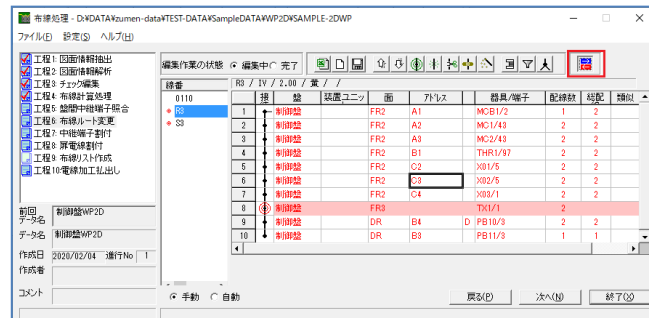 布線処理 - D:¥DATA¥zumen-data¥TEST-DATA¥SampleDATA¥WP2D¥SAMPLE-2DWP
ファイル(F) 設定(S) ヘルプ(H)
工程1: 図面情報抽出
工程2: 図面情報解析
工程3: チェック編集
工程4: 布線計算処理
工程5: 盤間中継端子照合
工程6: 布線ルート変更
工程7: 中継端子割付
工程8: 扉電線割付
工程9: 布線リスト作成
工程10:電線加工払出し
編集作業の状態 編集中 完了
線番
0110
* R3
* S3
R3 / IV / 2.00 / 黄 / /
盤 装置ユニッ 面 アドレス 器具/端子 配線数 総配 類似
1 制御盤 FR2 A1 MCB1/2 1 2
2 制御盤 FR2 A2 MC1/43 2 2
3 制御盤 FR2 A3 MC2/43 2 2
4 制御盤 FR2 B1 THR1/97 2 2
5 制御盤 FR2 C2 X01/5 2 2
6 制御盤 FR2 C3 X02/5 2 2
7 制御盤 FR2 C4 X03/1 2 2
8 制御盤 FR3 TX1/1 2
9 制御盤 DR B4 D PB10/3 2 2
10 制御盤 DR B3 PB11/3 1 1
前回データ名 制御盤WP2D
データ名 制御盤WP2D
作成日 2020/02/04 進行No 1
作成者
コメント
手動 自動
戻る(P) 次へ(N) 終了(X)